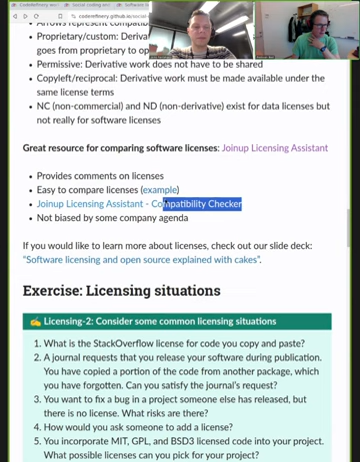 CodeRefinery wor
Social coding an
Software li
coderefinery.github.io/social-
Arrows represent compati
Proprietary/custom: Deriva
goes from proprietary to op
Permissive: Derivative work does not have to be shared
Copyleft/reciprocal: Derivative work must be made available under the
same license terms
NC (non-commercial) and ND (non-derivative) exist for data licenses but
not really for software licenses
Great resource for comparing software licenses: Joinup Licensing Assistant
Provides comments on licenses
Easy to compare licenses (example)
Joinup Licensing Assistant - Compatibility Checker
Not biased by some company agenda
If you would like to learn more about licenses, check out our slide deck:
"Software licensing and open source explained with cakes".
Exercise: Licensing situations
✍ Licensing-2: Consider some common licensing situations
1. What is the StackOverflow license for code you copy and paste?
2. A journal requests that you release your software during publication.
You have copied a portion of the code from another package, which
you have forgotten. Can you satisfy the journal's request?
3. You want to fix a bug in a project someone else has released, but
there is no license. What risks are there?
4. How would you ask someone to add a license?
5. You incorporate MIT, GPL, and BSD3 licensed code into your project.
What possible licenses can you pick for your project?